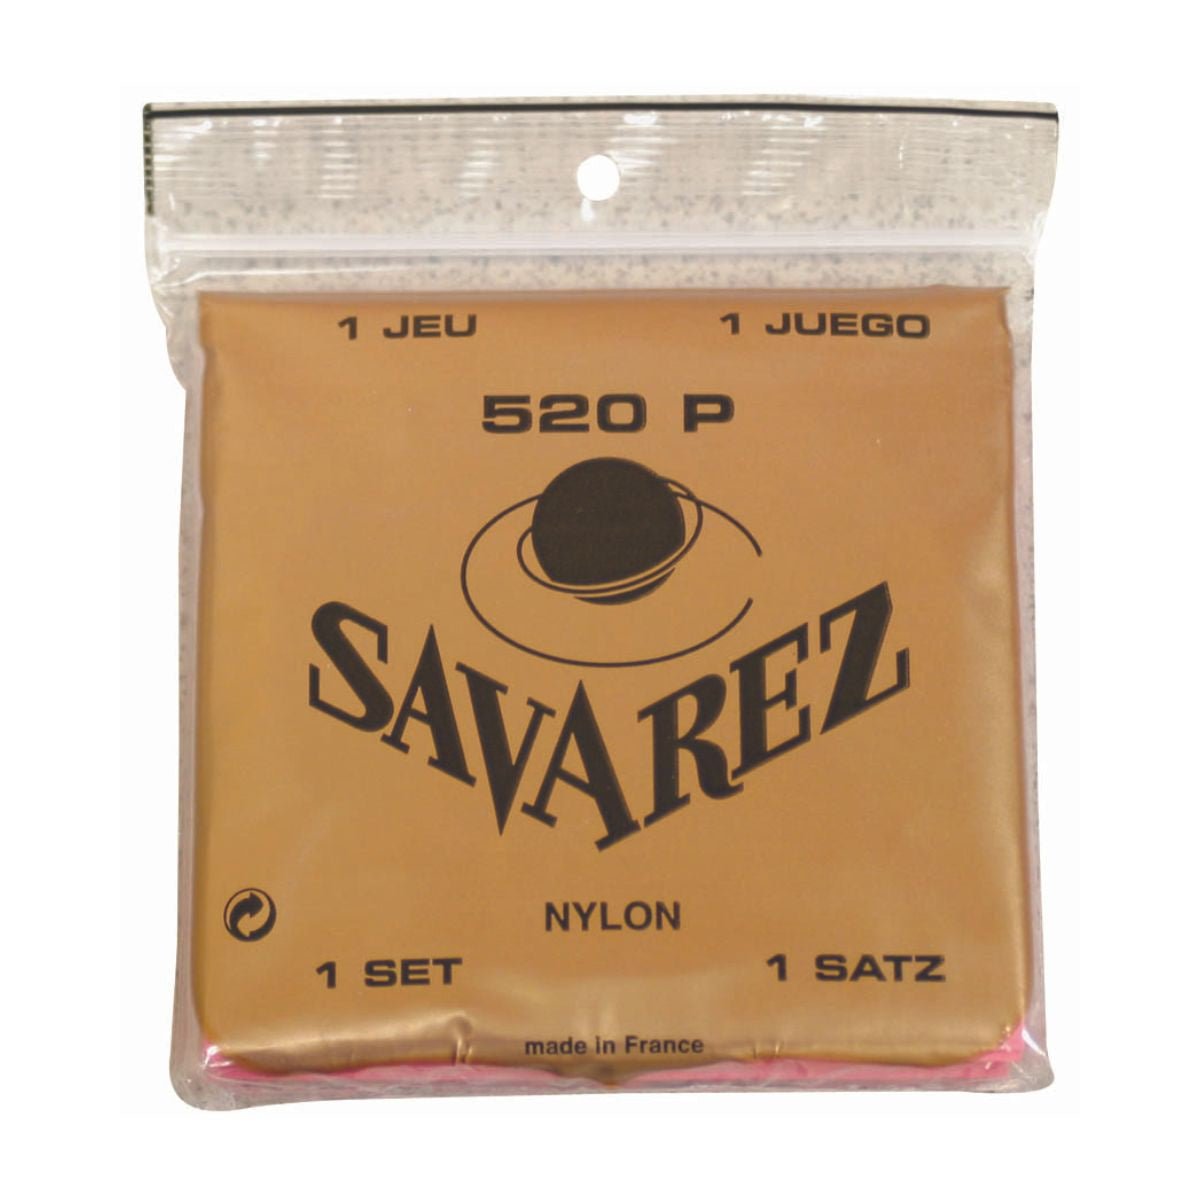 1 JEU 1 JUEGO
520 P
SAVAREZ
NYLON
1 SET 1 SATZ
made in France